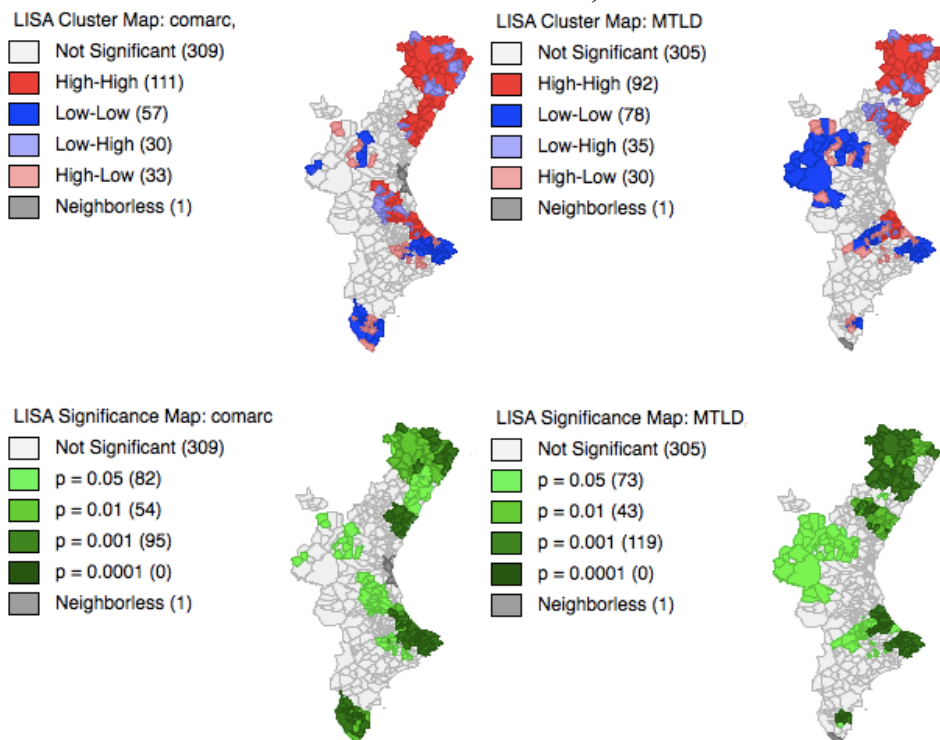 LISA Cluster Map: comarc,
Not Significant (309)
High-High (111)
Low-Low (57)
Low-High (30)
High-Low (33)
Neighborless (1)
LISA Cluster Map: MTLD
Not Significant (305)
High-High (92)
Low-Low (78)
Low-High (35)
High-Low (30)
Neighborless (1)
LISA Significance Map: comarc
Not Significant (309)
p = 0.05 (82)
p = 0.01 (54)
p = 0.001 (95)
p = 0.0001 (0)
Neighborless (1)
LISA Significance Map: MTLD
Not Significant (305)
p = 0.05 (73)
p = 0.01 (43)
p = 0.001 (119)
p = 0.0001 (0)
Neighborless (1)